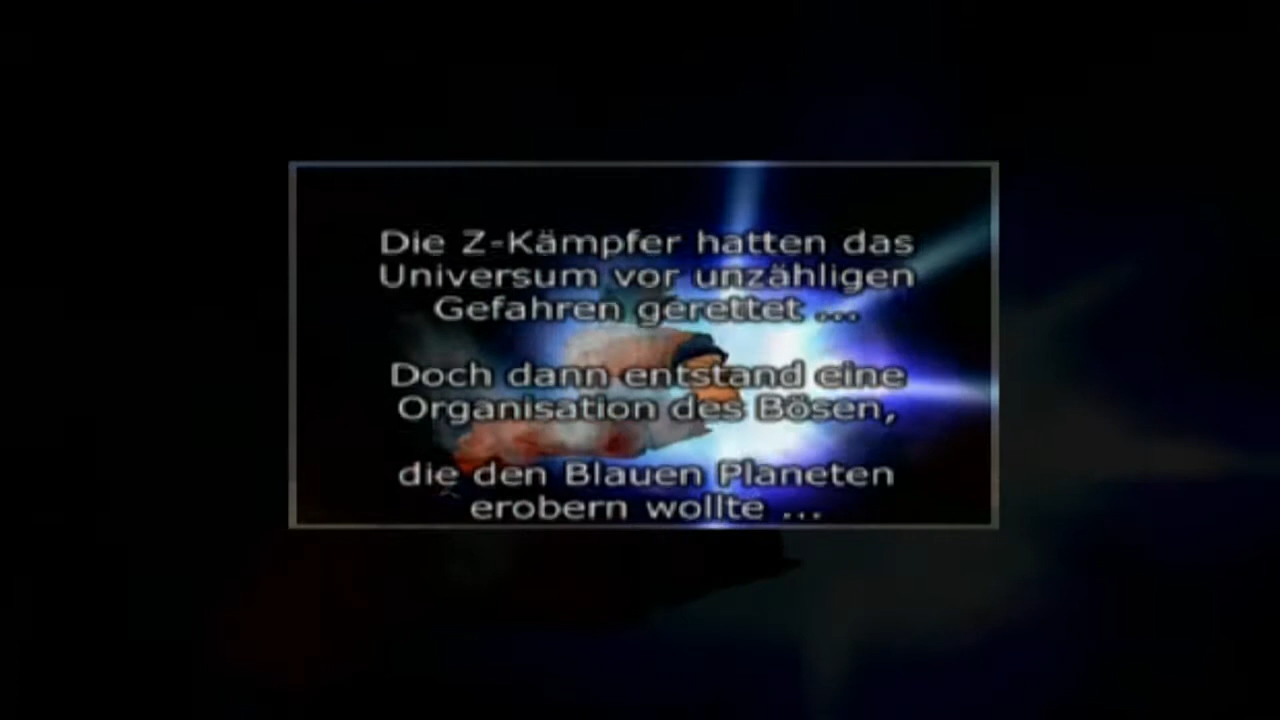 Die Z-Kämpfer hatten das
Universum vor unzähligen
Gefahren gerettet ...
Doch dann entstand eine
Organisation des Bösen,
die den Blauen Planeten
erobern wollte ...